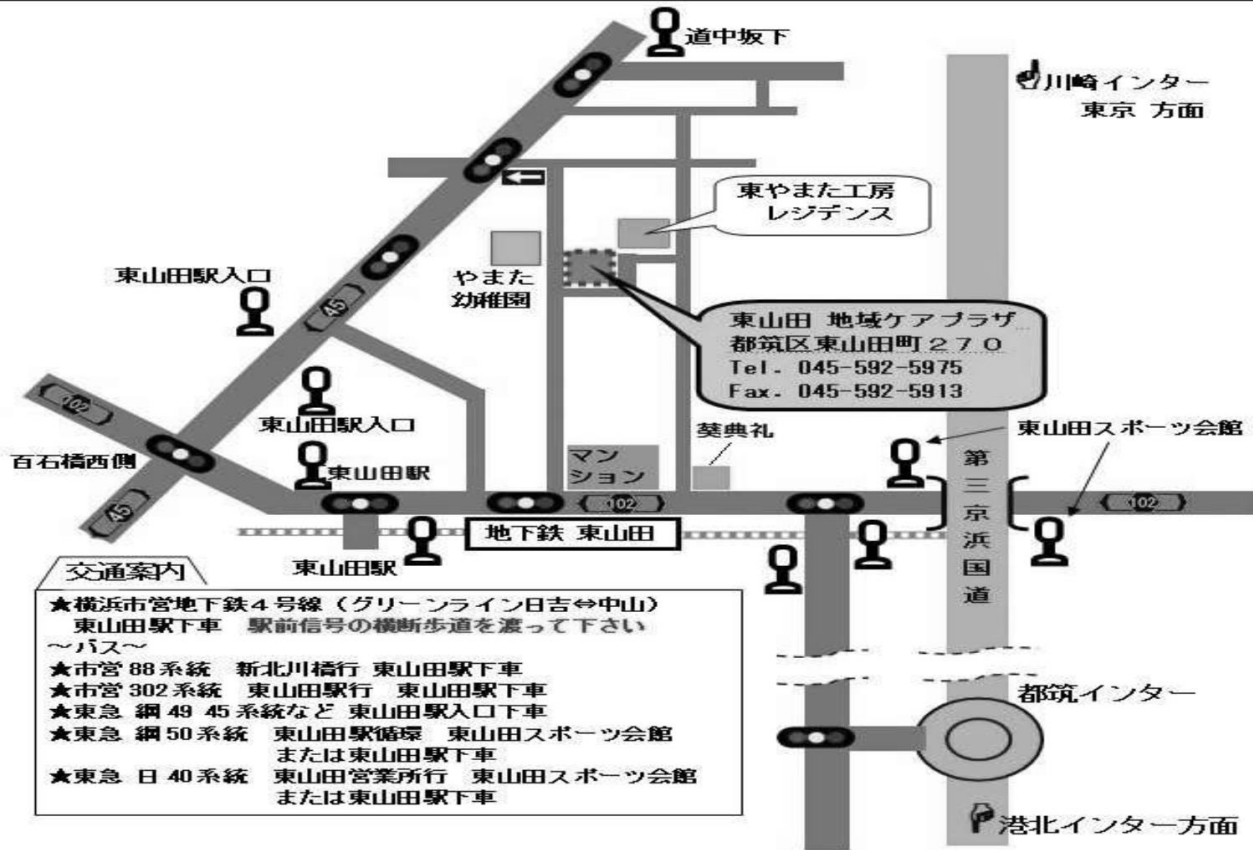 道中坂下
川崎インター
東京 方面
東やまた工房
レジデンス
やまた
幼稚園
東山田駅入口
45
東山田 地域ケアプラザ
都筑区東山田町270
Tel. 045-592-5975
Fax. 045-592-5913
102
東山田駅入口
葵典礼
東山田スポーツ会館
百石橋西側
東山田駅
マン
ション
第三京浜国道
45
102
102
地下鉄 東山田
東山田駅
交通案内
★横浜市営地下鉄4号線(グリーンライン日吉⇔中山)
東山田駅下車 駅前信号の横断歩道を渡って下さい
~バス~
★市営88系統 新北川橋行 東山田駅下車
★市営302系統 東山田駅行 東山田駅下車
★東急 綱49 45系統など 東山田駅入口下車
★東急 綱50系統 東山田駅循環 東山田スポーツ会館
または東山田駅下車
★東急 日40系統 東山田営業所行 東山田スポーツ会館
または東山田駅下車
都筑インター
港北インター方面